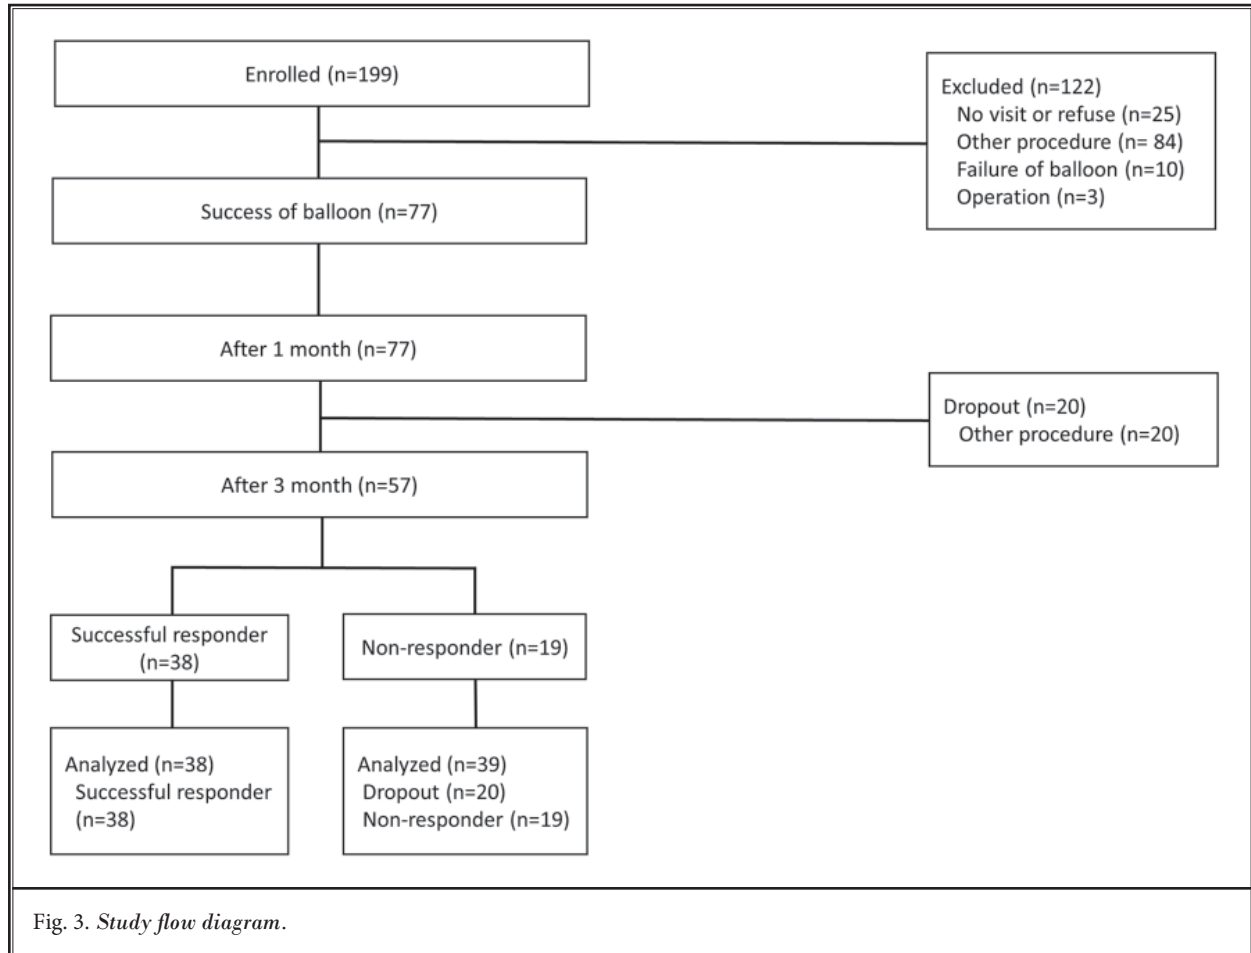 Enrolled (n=199)
Excluded (n=122)
No visit or refuse (n=25)
Other procedure (n= 84)
Failure of balloon (n=10)
Operation (n=3)
Success of balloon (n=77)
After 1 month (n=77)
Dropout (n=20)
Other procedure (n=20)
After 3 month (n=57)
Successful responder
(n=38)
Non-responder (n=19)
Analyzed (n=38)
Successful responder
(n=38)
Analyzed (n=39)
Dropout (n=20)
Non-responder (n=19)
Fig. 3. Study flow diagram.